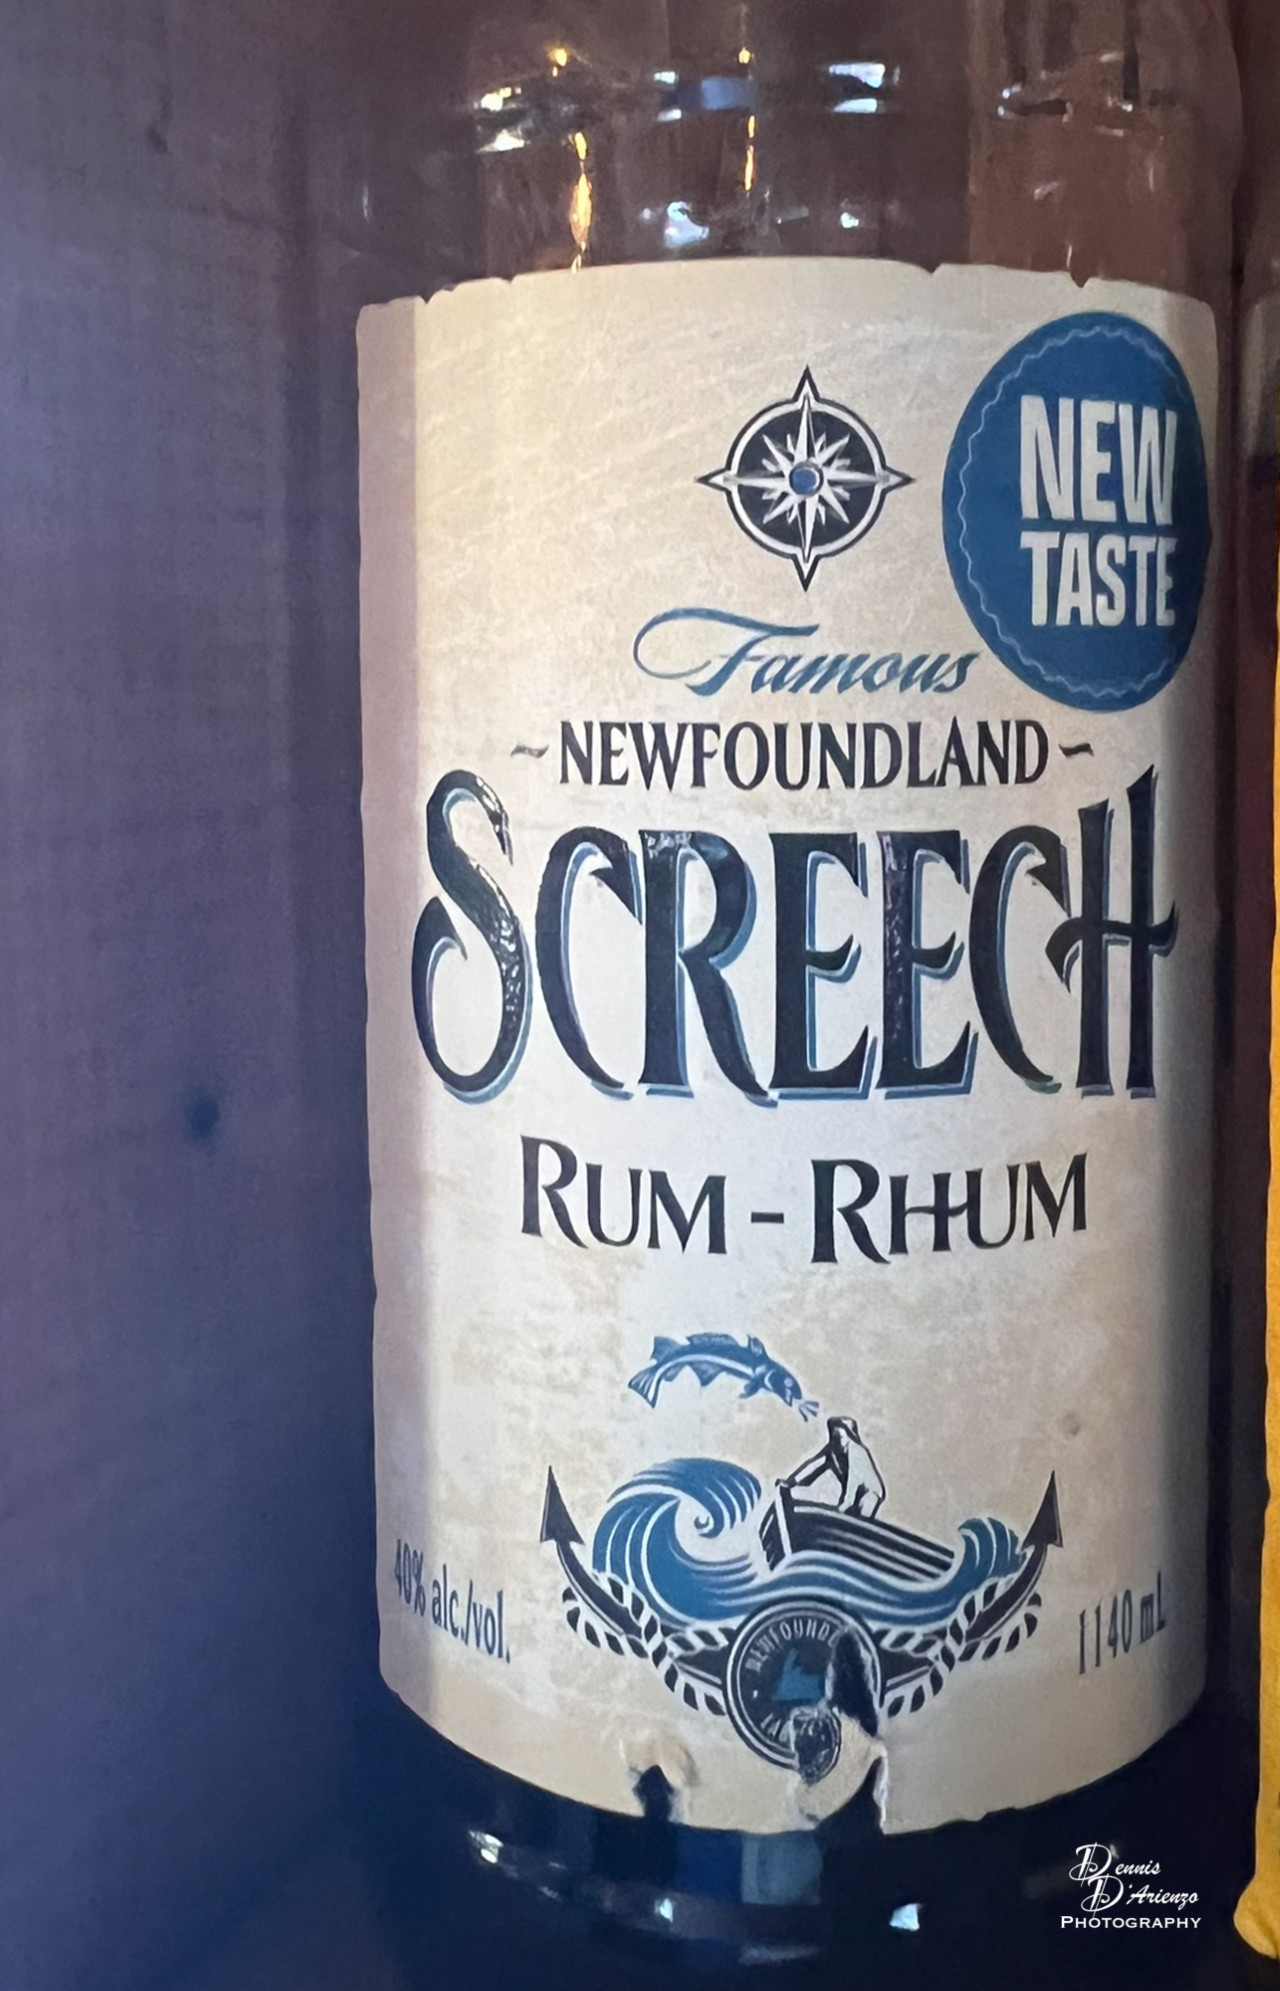 NEW
TASTE
Famous
~NEWFOUNDLAND~
SCREECH
RUM - RHUM
40% alc./vol.
1140 mL
Dennis
D'Arienzo
PHOTOGRAPHY